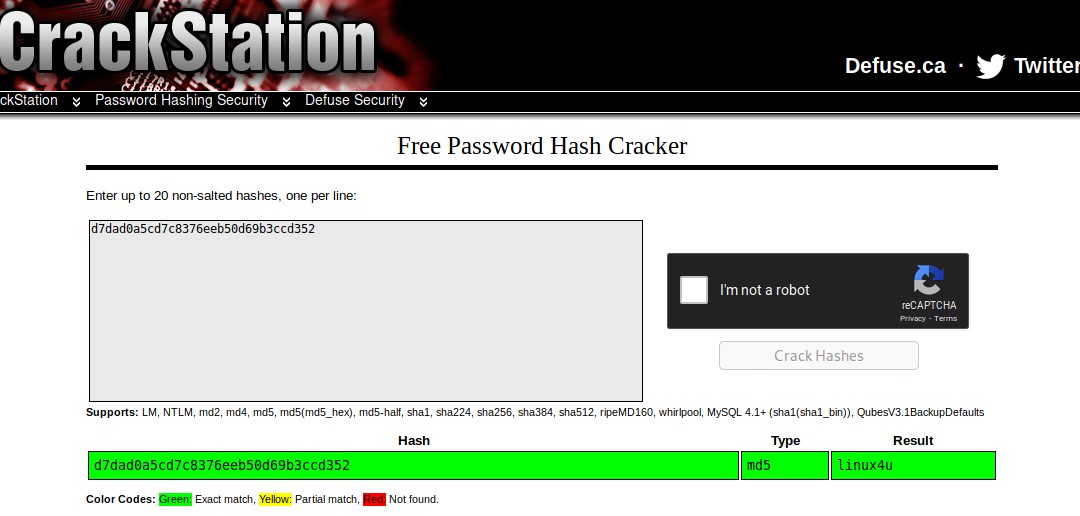 CrackStation
Defuse.ca · Twitter
ckStation Password Hashing Security Defuse Security
Free Password Hash Cracker
Enter up to 20 non-salted hashes, one per line:
d7dad0a5cd7c8376eeb50d69b3ccd352
I'm not a robot
reCAPTCHA
Privacy - Terms
Crack Hashes
Supports: LM, NTLM, md2, md4, md5, md5(md5_hex), md5-half, sha1, sha224, sha256, sha384, sha512, ripeMD160, whirlpool, MySQL 4.1+ (sha1(sha1_bin)), QubesV3.1BackupDefaults
Hash Type Result
d7dad0a5cd7c8376eeb50d69b3ccd352 md5 linux4u
Color Codes: Green: Exact match, Yellow: Partial match, Red: Not found.